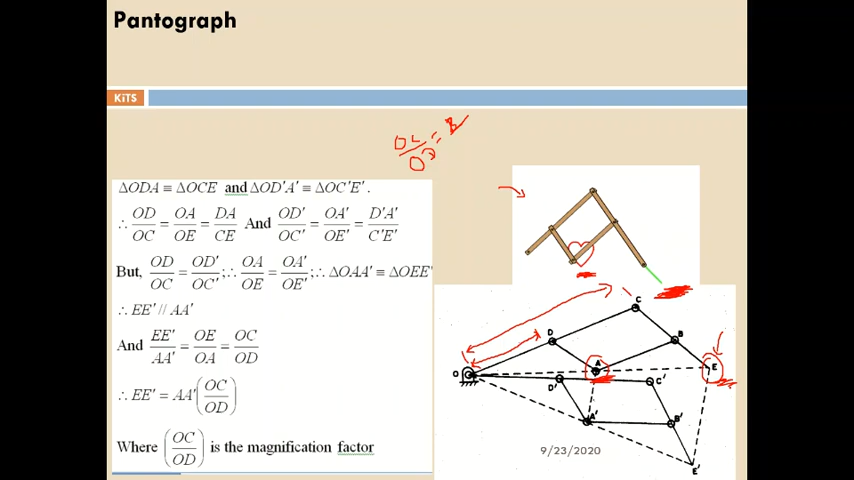 Pantograph
KiTS
OC/OD =
ΔODA ≡ ΔOCE and ΔOD′A′ ≡ ΔOC′E′.
∴ OD/OC = OA/OE = DA/CE And OD′/OC′ = OA′/OE′ = D′A′/C′E′
But, OD/OC = OD′/OC′; ∴ OA/OE = OA′/OE′; ∴ ΔOAA′ ≡ ΔOEE′
∴ EE′ // AA′
And EE′/AA′ = OE/OA = OC/OD
∴ EE′ = AA′(OC/OD)
Where (OC/OD) is the magnification factor
C
D
B
A
E
O
D'
C'
A'
B'
9/23/2020
E'